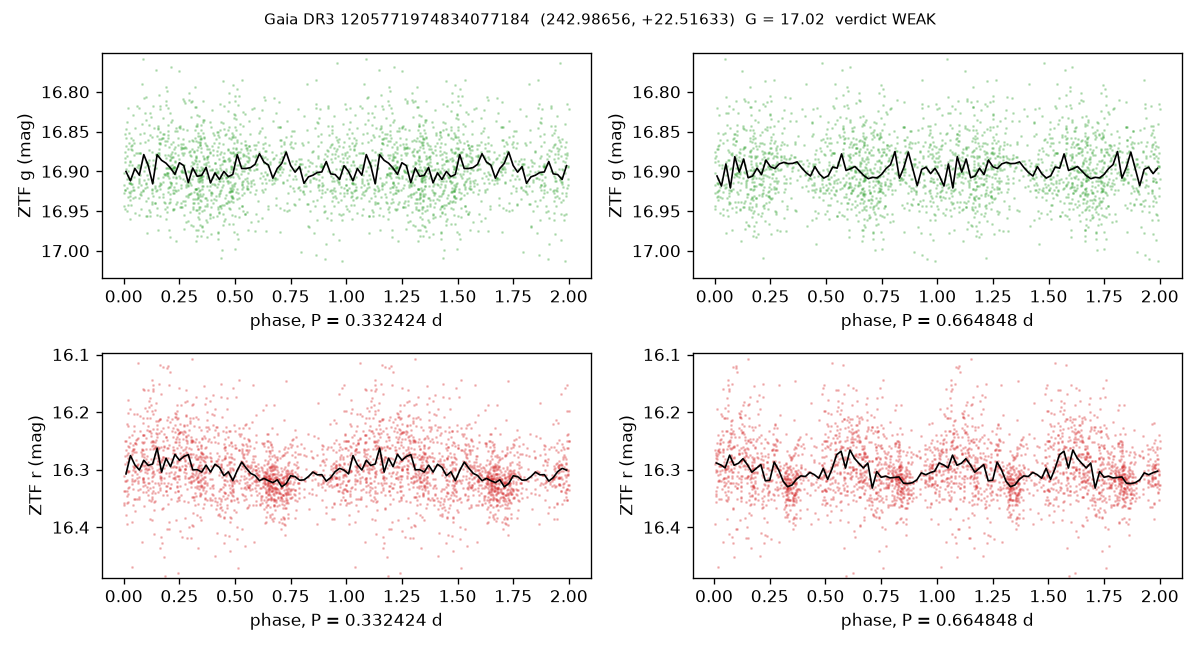 Gaia DR3 1205771974834077184 (242.98656, +22.51633) G = 17.02 verdict WEAK
ZTF g (mag)
16.80
16.85
16.90
16.95
17.00
0.00 0.25 0.50 0.75 1.00 1.25 1.50 1.75 2.00
phase, P = 0.332424 d
ZTF g (mag)
16.80
16.85
16.90
16.95
17.00
0.00 0.25 0.50 0.75 1.00 1.25 1.50 1.75 2.00
phase, P = 0.664848 d
ZTF r (mag)
16.1
16.2
16.3
16.4
0.00 0.25 0.50 0.75 1.00 1.25 1.50 1.75 2.00
phase, P = 0.332424 d
ZTF r (mag)
16.1
16.2
16.3
16.4
0.00 0.25 0.50 0.75 1.00 1.25 1.50 1.75 2.00
phase, P = 0.664848 d